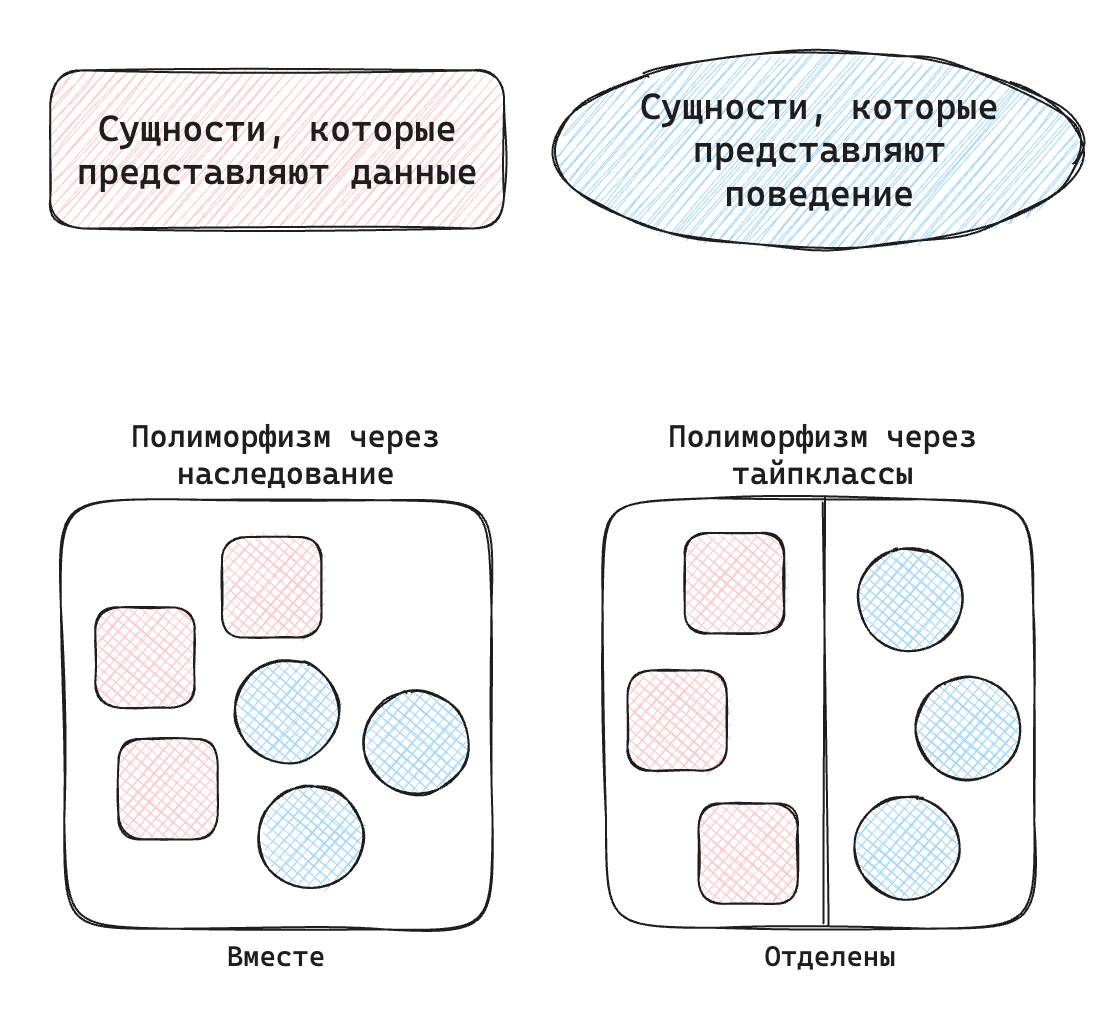 Сущности, которые
представляют данные
Сущности, которые
представляют
поведение
Полиморфизм через
наследование
Полиморфизм через
тайпклассы
Вместе
Отделены